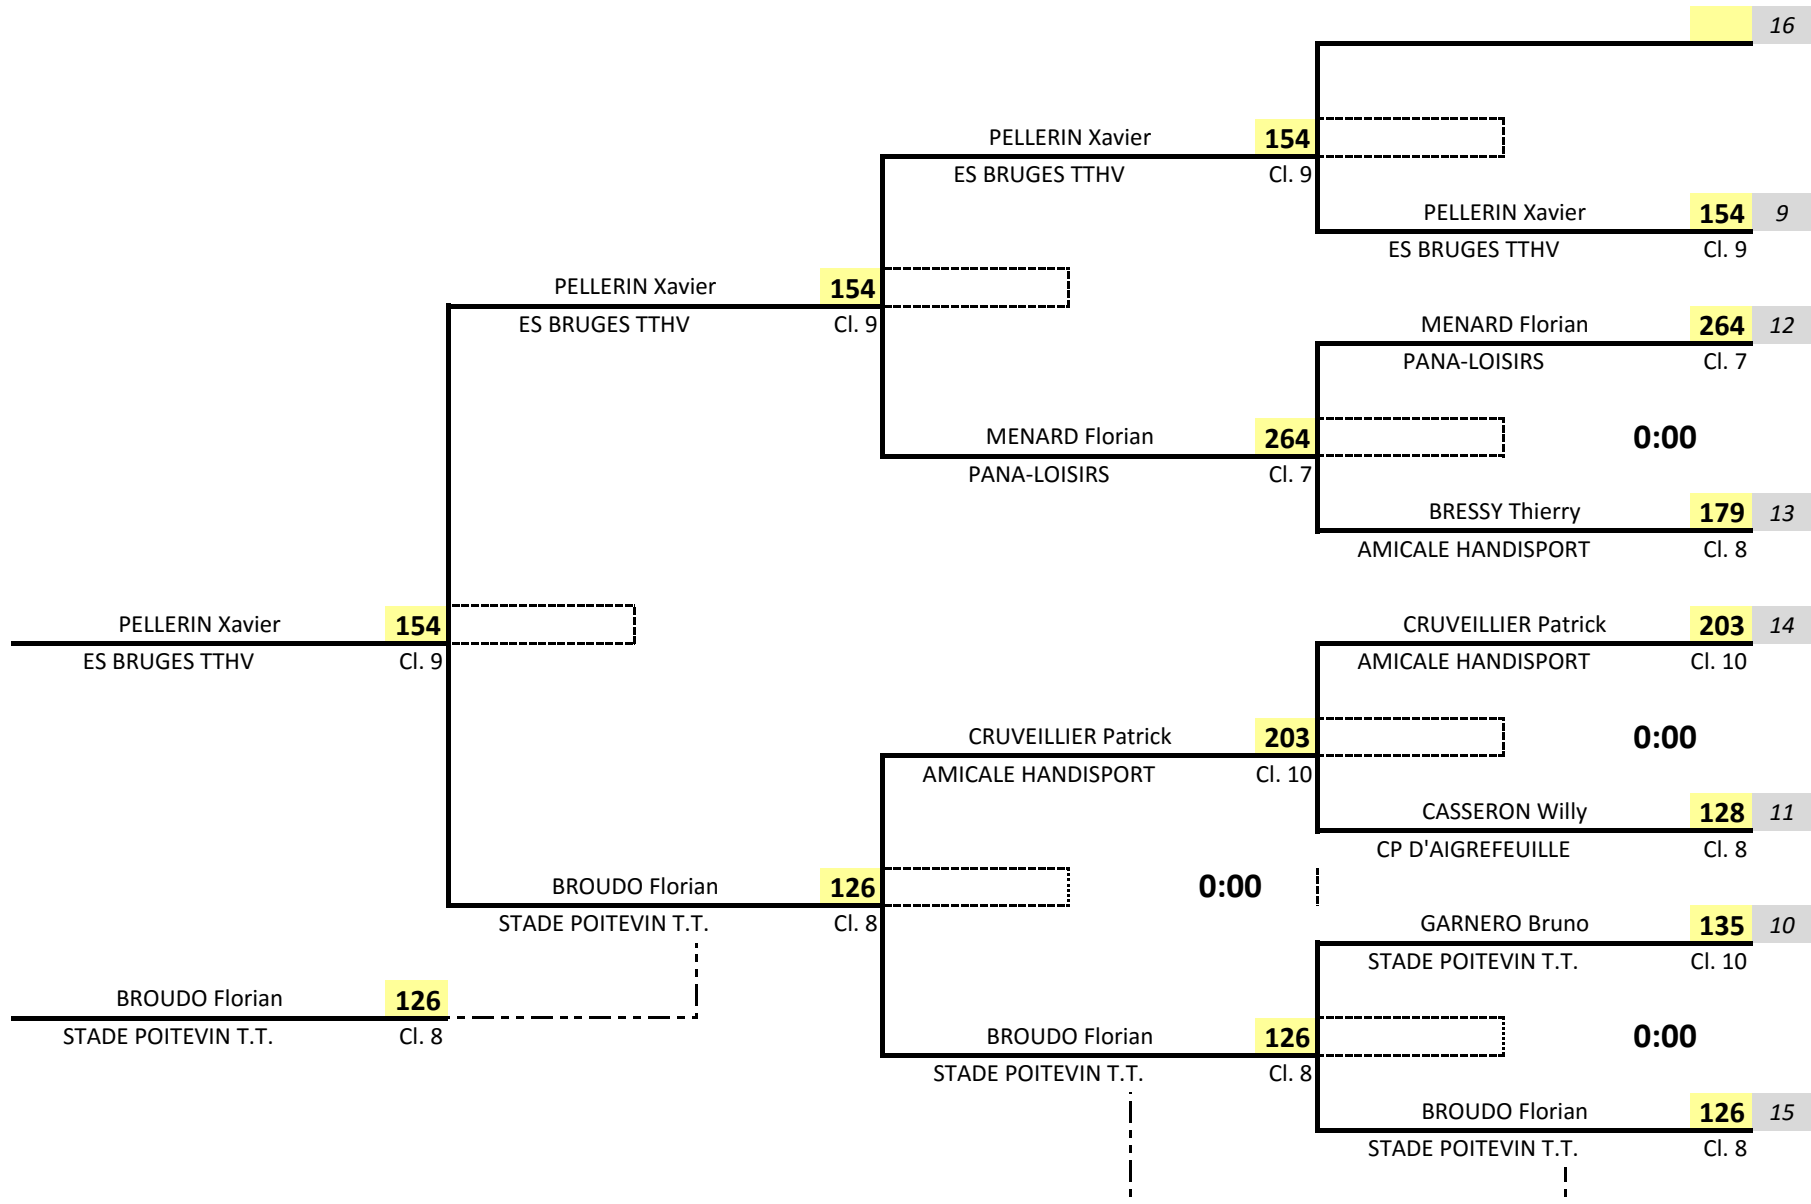 16
PELLERIN Xavier 154
ES BRUGES TTHV Cl. 9
PELLERIN Xavier 154 9
ES BRUGES TTHV Cl. 9
PELLERIN Xavier 154
ES BRUGES TTHV Cl. 9
MENARD Florian 264 12
PANA-LOISIRS Cl. 7
MENARD Florian 264 0:00
PANA-LOISIRS Cl. 7
BRESSY Thierry 179 13
AMICALE HANDISPORT Cl. 8
PELLERIN Xavier 154 CRUVEILLIER Patrick 203 14
ES BRUGES TTHV Cl. 9 AMICALE HANDISPORT Cl. 10
CRUVEILLIER Patrick 203 0:00
AMICALE HANDISPORT Cl. 10
CASSERON Willy 128 11
CP D'AIGREFEUILLE Cl. 8
BROUDO Florian 126 0:00
STADE POITEVIN T.T. Cl. 8 GARNERO Bruno 135 10
STADE POITEVIN T.T. Cl. 10
BROUDO Florian 126
STADE POITEVIN T.T. Cl. 8 BROUDO Florian 126 0:00
STADE POITEVIN T.T. Cl. 8
BROUDO Florian 126 15
STADE POITEVIN T.T. Cl. 8